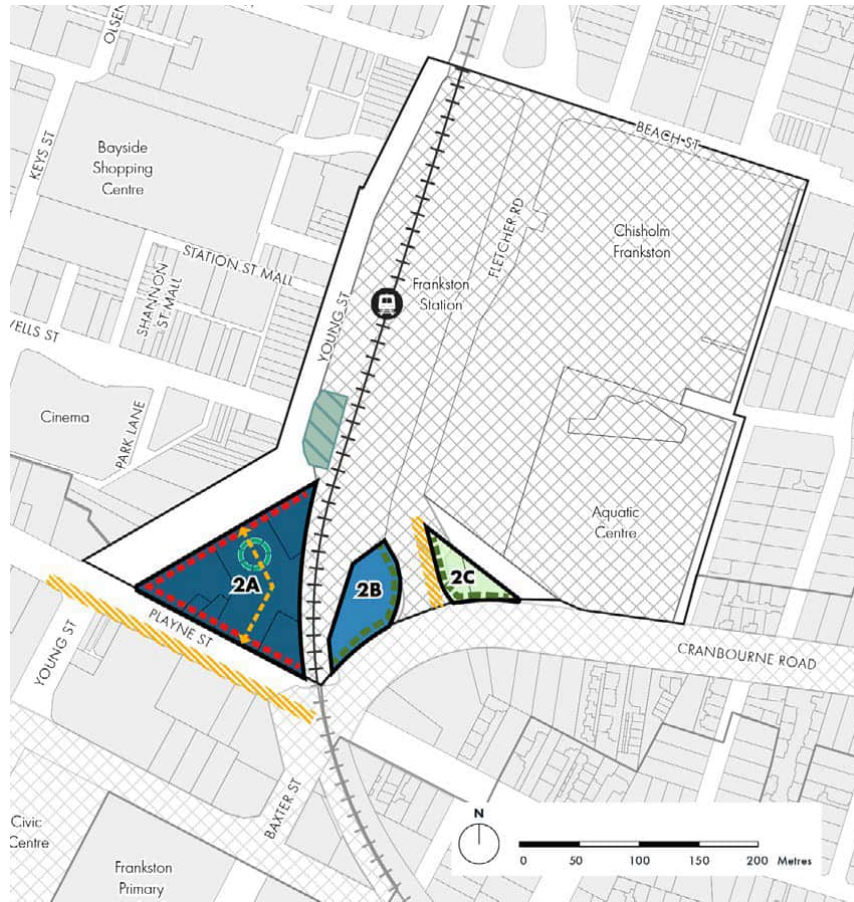 OLSEN
KEYS ST
Bayside
Shopping
Centre
BEACH ST
Chisholm
Frankston
FLETCHER RD
STATION ST MALL
SHANNON
ST MALL
Frankston
Station
YOUNG ST
VELLS ST
Cinema
PARK LANE
Aquatic
Centre
2A
2B
2C
PLAYNE ST
YOUNG ST
CRANBOURNE ROAD
BAXTER ST
Civic
Centre
Frankston
Primary
N
0 50 100 150 200 Metres